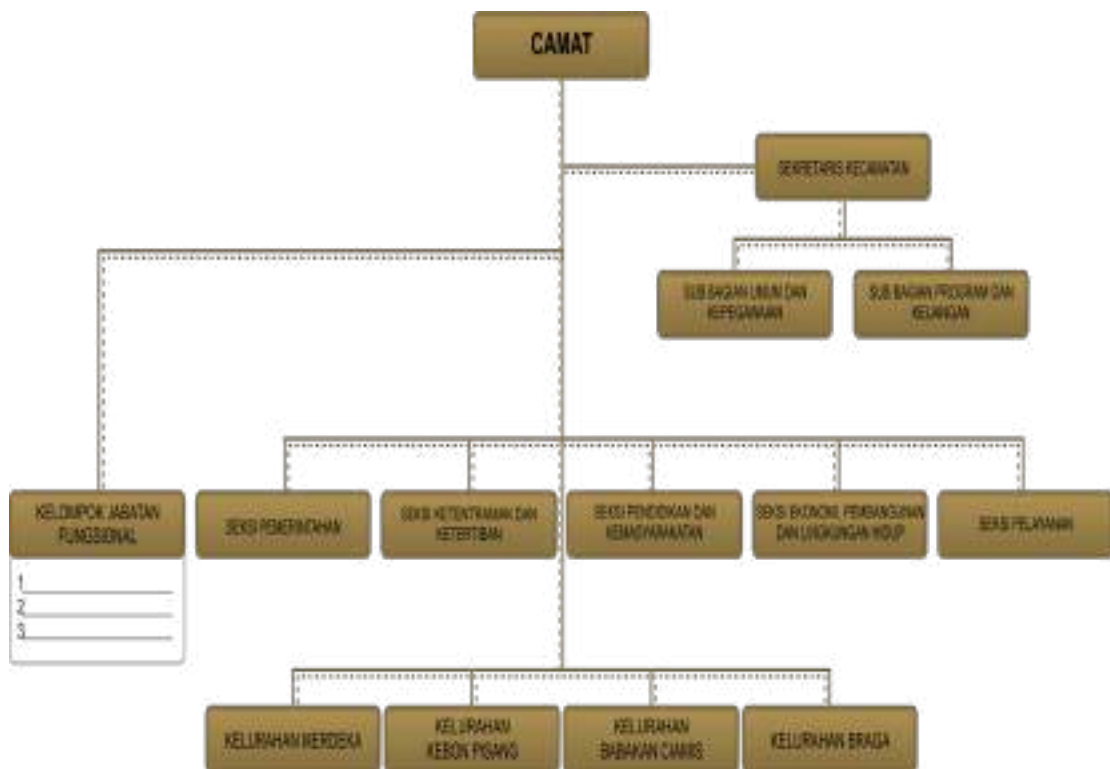 CAMAT
SEKRETARIS KECAMATAN
SUB BAGIAN UMUM DAN
KEPEGAWAIAN
SUB BAGIAN PROGRAM DAN
KEUANGAN
KELOMPOK JABATAN
FUNGSIONAL
1
2
3
SEKSI PEMERINTAHAN
SEKSI KETENTRAMAN DAN
KETERTIBAN
SEKSI PENDIDIKAN DAN
KEMASYARAKATAN
SEKSI EKONOMI, PEMBANGUNAN
DAN LINGKUNGAN HIDUP
SEKSI PELAYANAN
KELURAHAN MERDEKA
KELURAHAN
KEBON PISANG
KELURAHAN
BABAKAN CIAMIS
KELURAHAN BRAGA